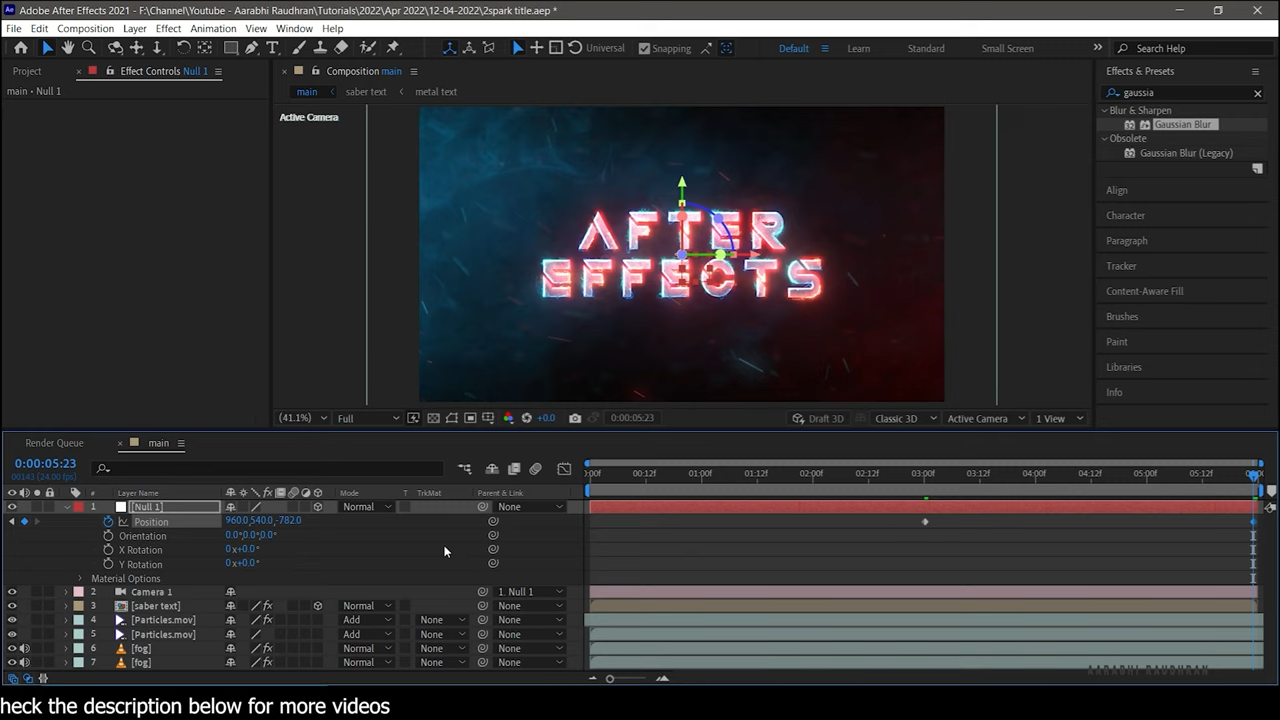 Adobe After Effects 2021 - F:\Channel\Youtube - Aarabhi Raudhran\Tutorials\2022\Apr 2022\12-04-2022\2spark title.aep *
File Edit Composition Layer Effect Animation View Window Help
Universal Snapping Default Learn Standard Small Screen Search Help
Project Effect Controls Null 1 Composition main Effects & Presets
main • Null 1 main saber text metal text gaussia
Active Camera
Blur & Sharpen
Gaussian Blur
Obsolete
Gaussian Blur (Legacy)
Align
Character
Paragraph
Tracker
Content-Aware Fill
Brushes
Paint
Libraries
Info
AFTER
EFFECTS
(41.1%) Full +0.0 0:00:05:23 Draft 3D Classic 3D Active Camera 1 View
Render Queue main
0:00:05:23
00143 (24.00 fps)
:00f 00:12f 01:00f 01:12f 02:00f 02:12f 03:00f 03:12f 04:00f 04:12f 05:00f 05:12f
# Layer Name Mode T TrkMat Parent & Link
1 [Null 1] Normal None
Position 960.0,540.0,-782.0
Orientation 0.0°,0.0°,0.0°
X Rotation 0x+0.0°
Y Rotation 0x+0.0°
Material Options
2 Camera 1 1. Null 1
3 [saber text] Normal None
4 [Particles.mov] Add None None
5 [Particles.mov] Add None None
6 [fog] Normal None None
7 [fog] Normal None None
AARABHI RAUDHRAN
heck the description below for more videos